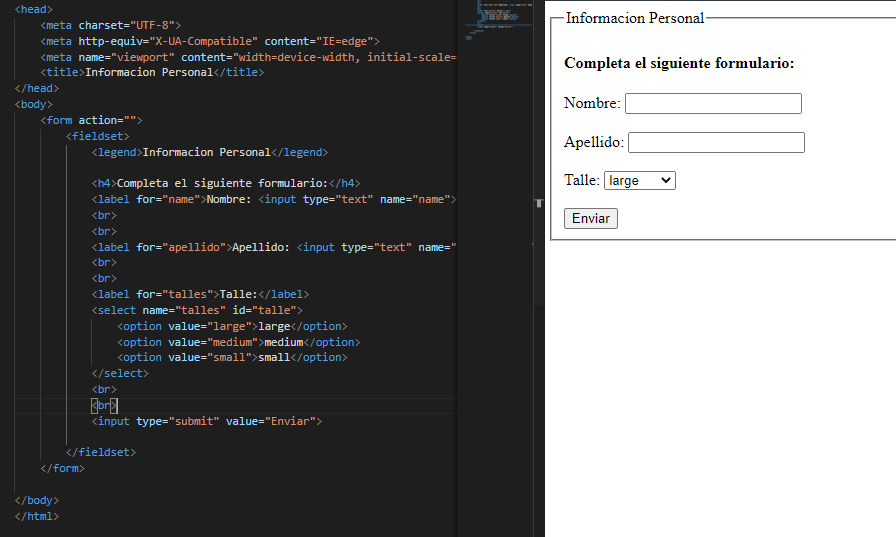 <head>
<meta charset="UTF-8">
<meta http-equiv="X-UA-Compatible" content="IE=edge">
<meta name="viewport" content="width=device-width, initial-scale=
<title>Informacion Personal</title>
</head>
<body>
<form action="">
<fieldset>
<legend>Informacion Personal</legend>
<h4>Completa el siguiente formulario:</h4>
<label for="name">Nombre: <input type="text" name="name">
<br>
<br>
<label for="apellido">Apellido: <input type="text" name="
<br>
<br>
<label for="talles">Talle:</label>
<select name="talles" id="talle">
<option value="large">large</option>
<option value="medium">medium</option>
<option value="small">small</option>
</select>
<br>
<br>
<input type="submit" value="Enviar">
</fieldset>
</form>
</body>
</html>
Informacion Personal
Completa el siguiente formulario:
Nombre:
Apellido:
Talle: large
Enviar